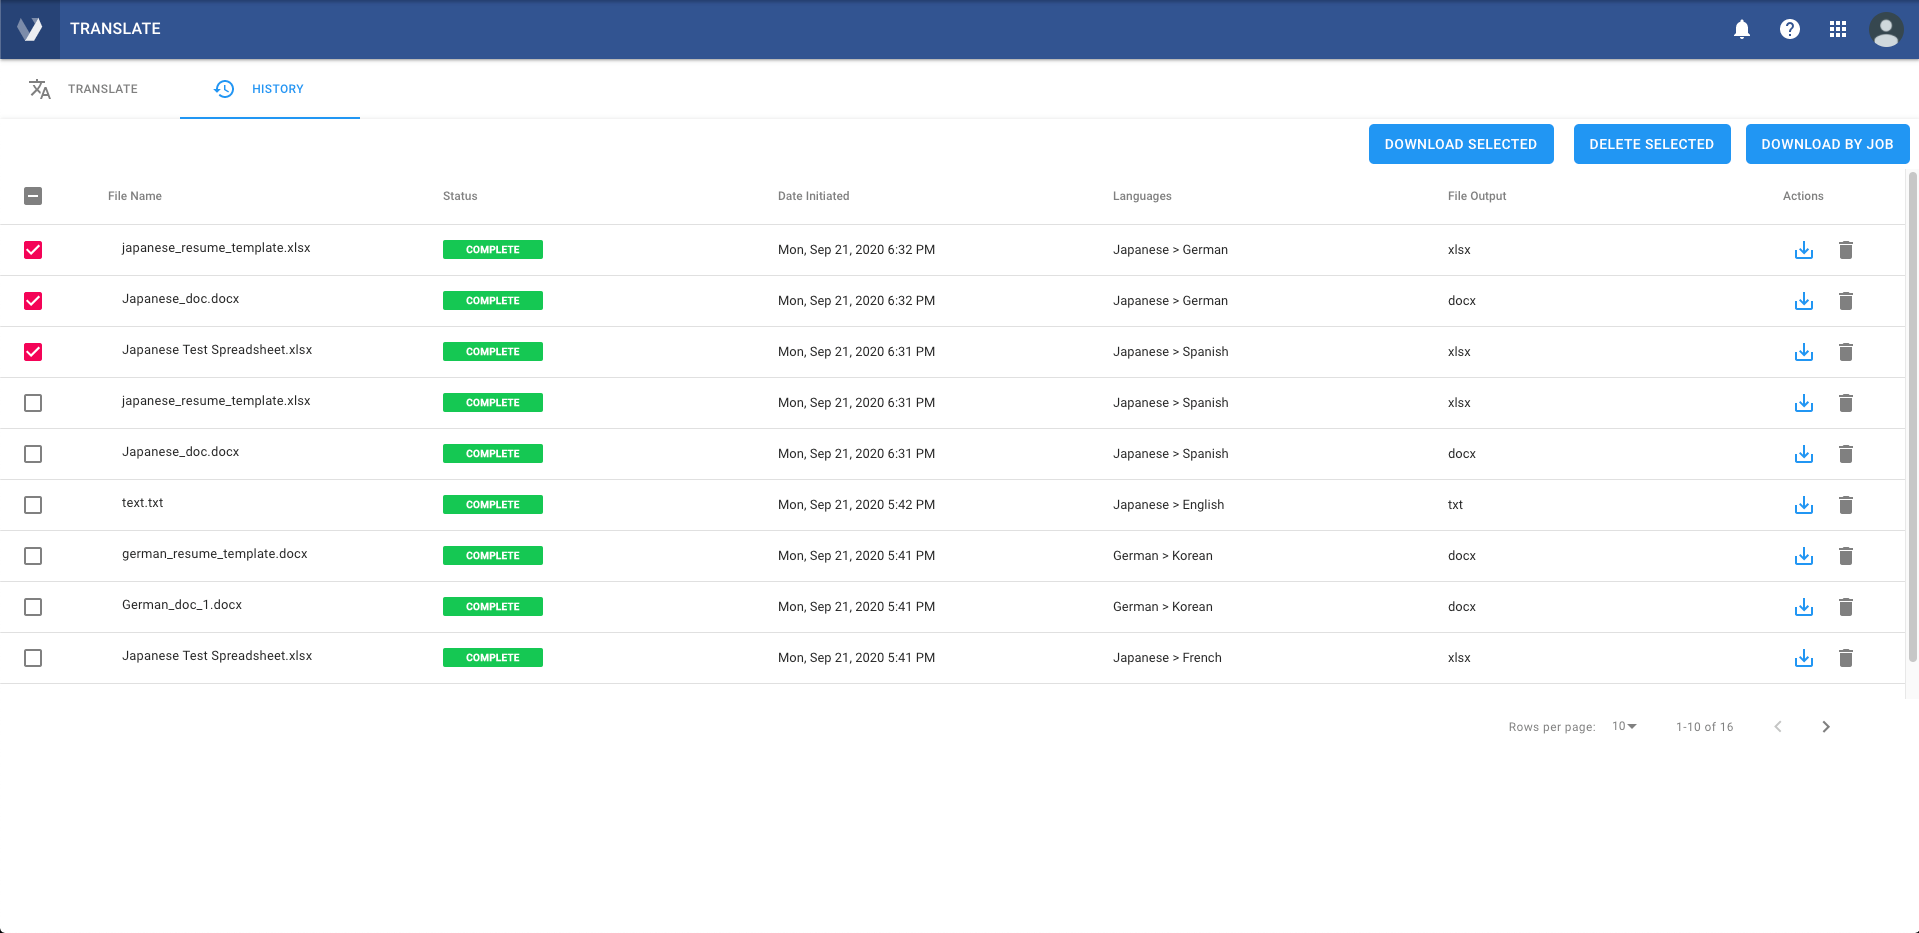 TRANSLATE
TRANSLATE HISTORY
DOWNLOAD SELECTED DELETE SELECTED DOWNLOAD BY JOB
File Name Status Date Initiated Languages File Output Actions
japanese_resume_template.xlsx COMPLETE Mon, Sep 21, 2020 6:32 PM Japanese > German xlsx
Japanese_doc.docx COMPLETE Mon, Sep 21, 2020 6:32 PM Japanese > German docx
Japanese Test Spreadsheet.xlsx COMPLETE Mon, Sep 21, 2020 6:31 PM Japanese > Spanish xlsx
japanese_resume_template.xlsx COMPLETE Mon, Sep 21, 2020 6:31 PM Japanese > Spanish xlsx
Japanese_doc.docx COMPLETE Mon, Sep 21, 2020 6:31 PM Japanese > Spanish docx
text.txt COMPLETE Mon, Sep 21, 2020 5:42 PM Japanese > English txt
german_resume_template.docx COMPLETE Mon, Sep 21, 2020 5:41 PM German > Korean docx
German_doc_1.docx COMPLETE Mon, Sep 21, 2020 5:41 PM German > Korean docx
Japanese Test Spreadsheet.xlsx COMPLETE Mon, Sep 21, 2020 5:41 PM Japanese > French xlsx
Rows per page: 10 1-10 of 16